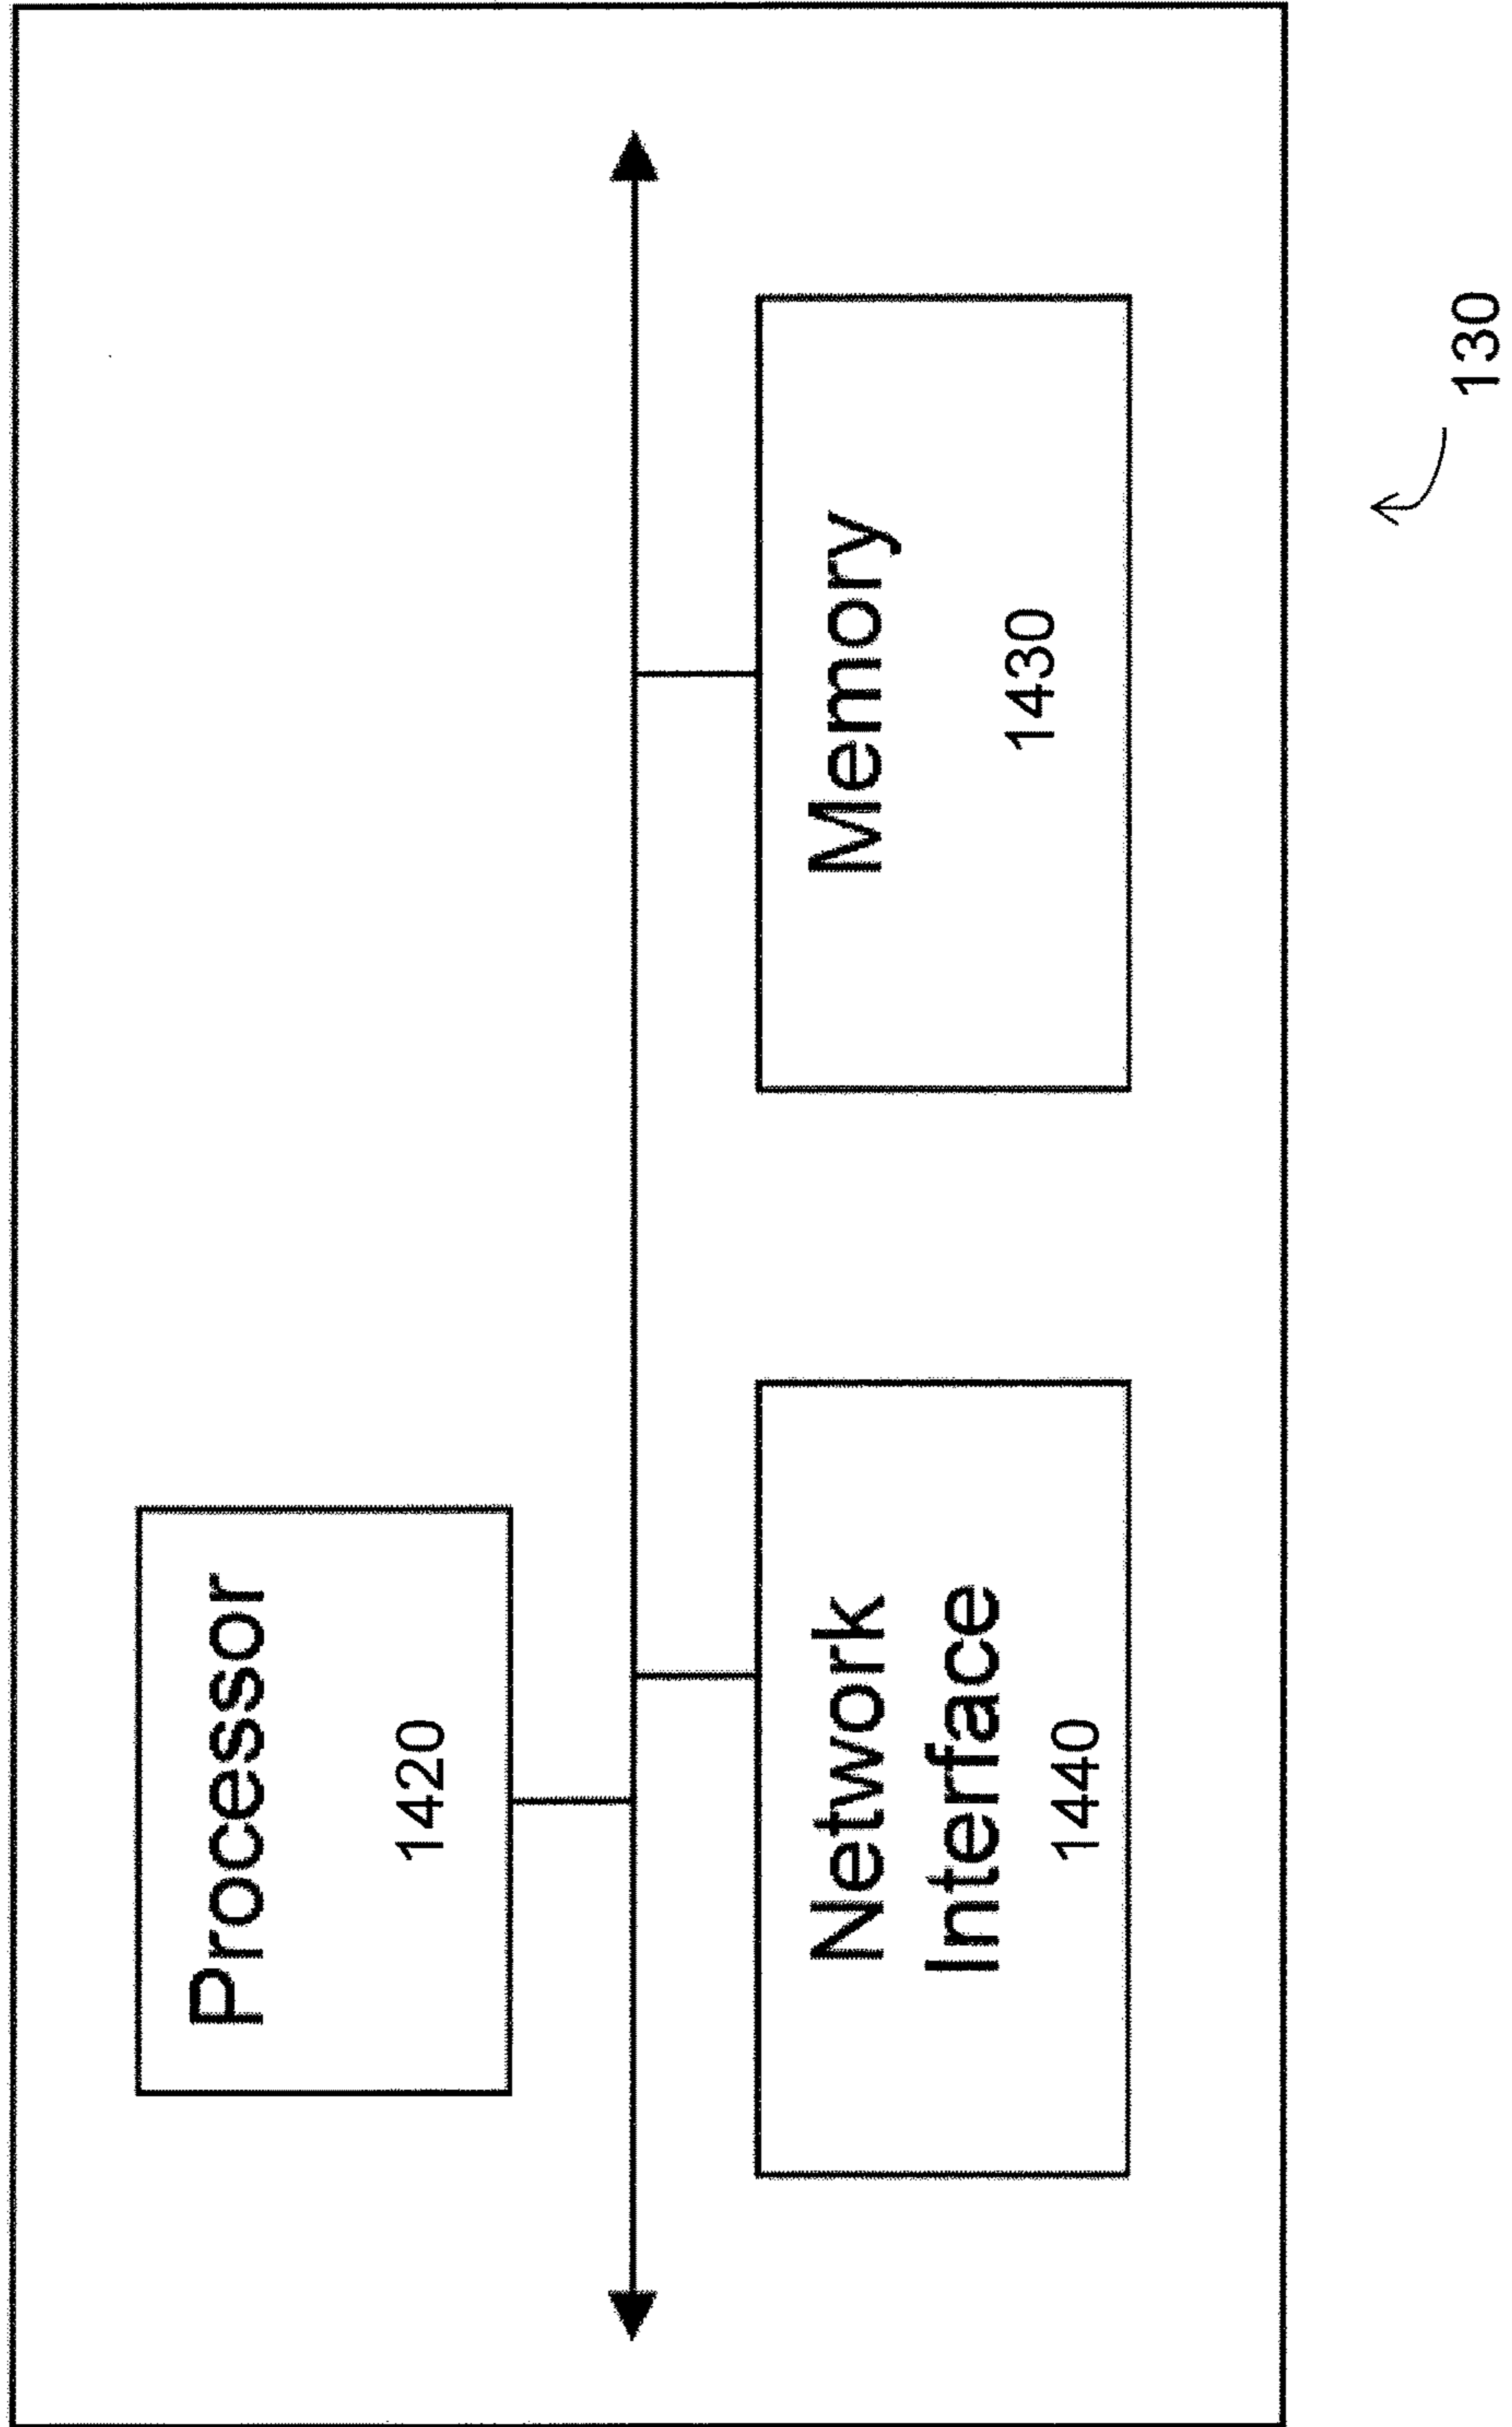 Processor
1420
Network
Interface
1440
Memory
1430
130